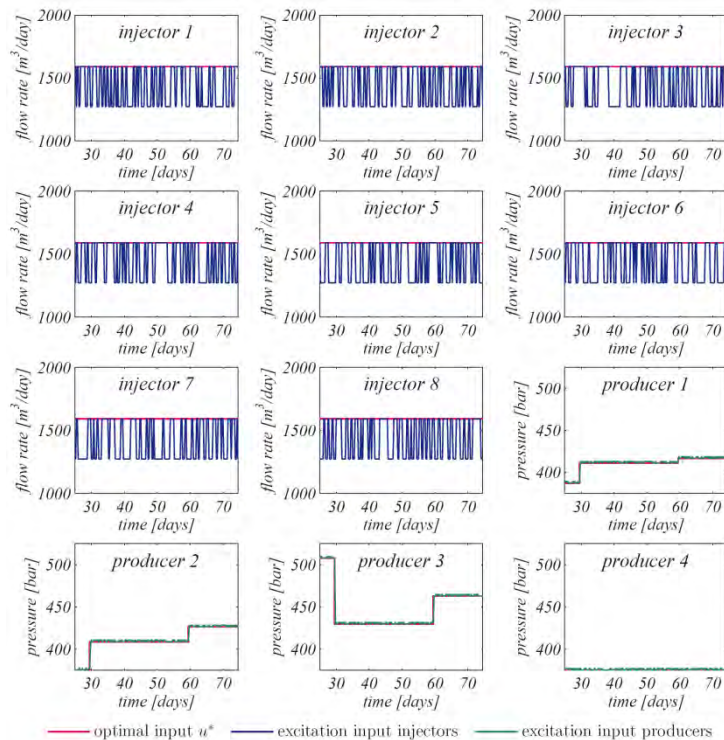 injector 1
flow rate [m³/day]
2000
1500
1000
30 40 50 60 70
time [days]
injector 2
flow rate [m³/day]
2000
1500
1000
30 40 50 60 70
time [days]
injector 3
flow rate [m³/day]
2000
1500
1000
30 40 50 60 70
time [days]
injector 4
flow rate [m³/day]
2000
1500
1000
30 40 50 60 70
time [days]
injector 5
flow rate [m³/day]
2000
1500
1000
30 40 50 60 70
time [days]
injector 6
flow rate [m³/day]
2000
1500
1000
30 40 50 60 70
time [days]
injector 7
flow rate [m³/day]
2000
1500
1000
30 40 50 60 70
time [days]
injector 8
flow rate [m³/day]
2000
1500
1000
30 40 50 60 70
time [days]
producer 1
pressure [bar]
500
450
400
30 40 50 60 70
time [days]
producer 2
pressure [bar]
500
450
400
30 40 50 60 70
time [days]
producer 3
pressure [bar]
500
450
400
30 40 50 60 70
time [days]
producer 4
pressure [bar]
500
450
400
30 40 50 60 70
time [days]
optimal input u* excitation input injectors excitation input producers